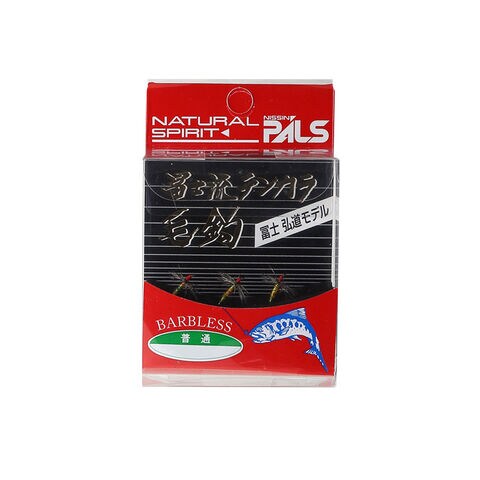 NATURAL
SPIRIT
NISSIN
PALS
冨士流テンカラ
毛鈎
冨士 弘道モデル
BARBLESS
普通